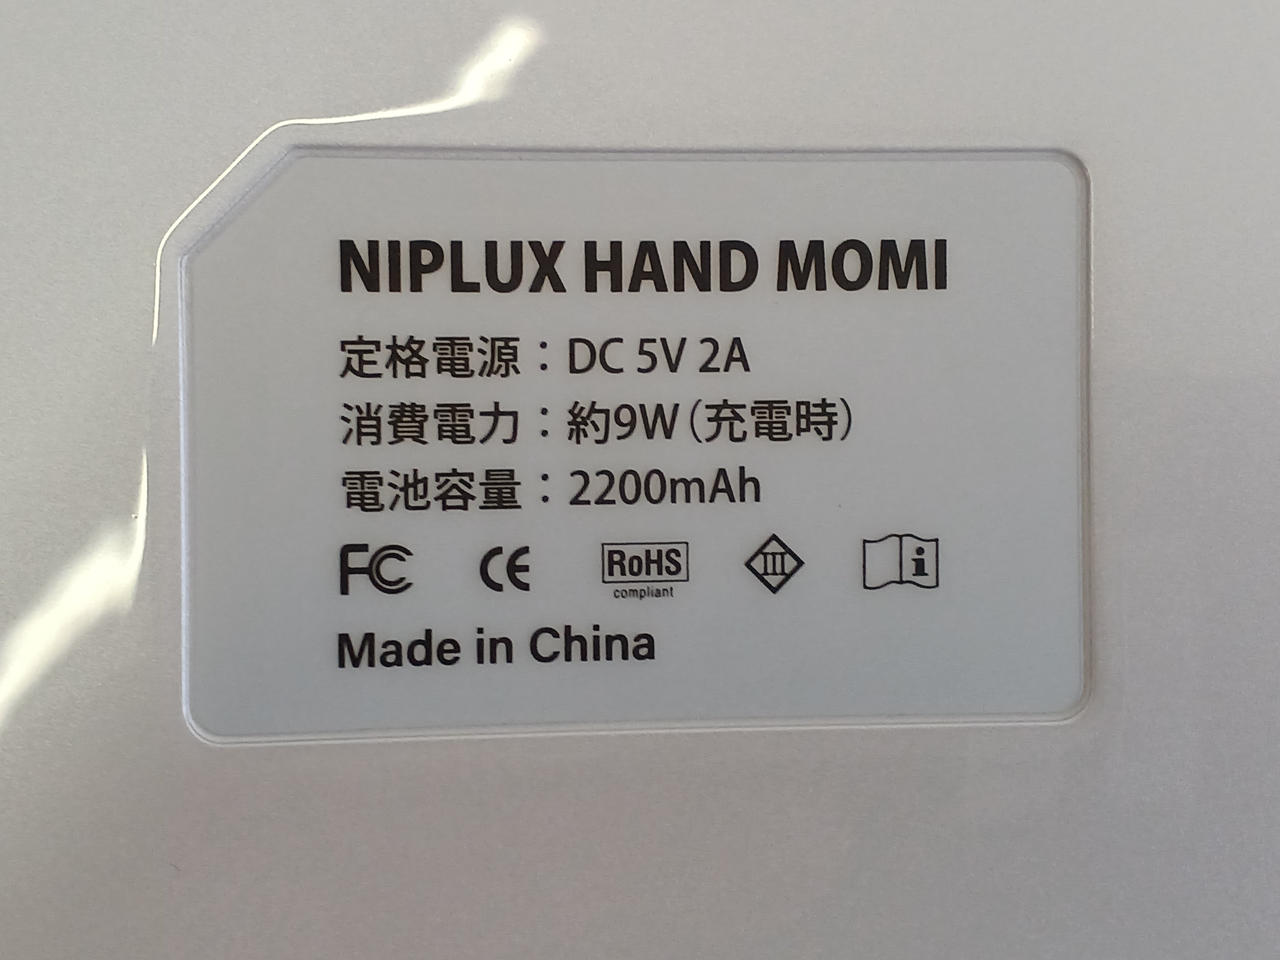 NIPLUX HAND MOMI
定格電源：DC 5V 2A
消費電力：約9W（充電時）
電池容量：2200mAh
FC CE RoHS compliant III i
Made in China